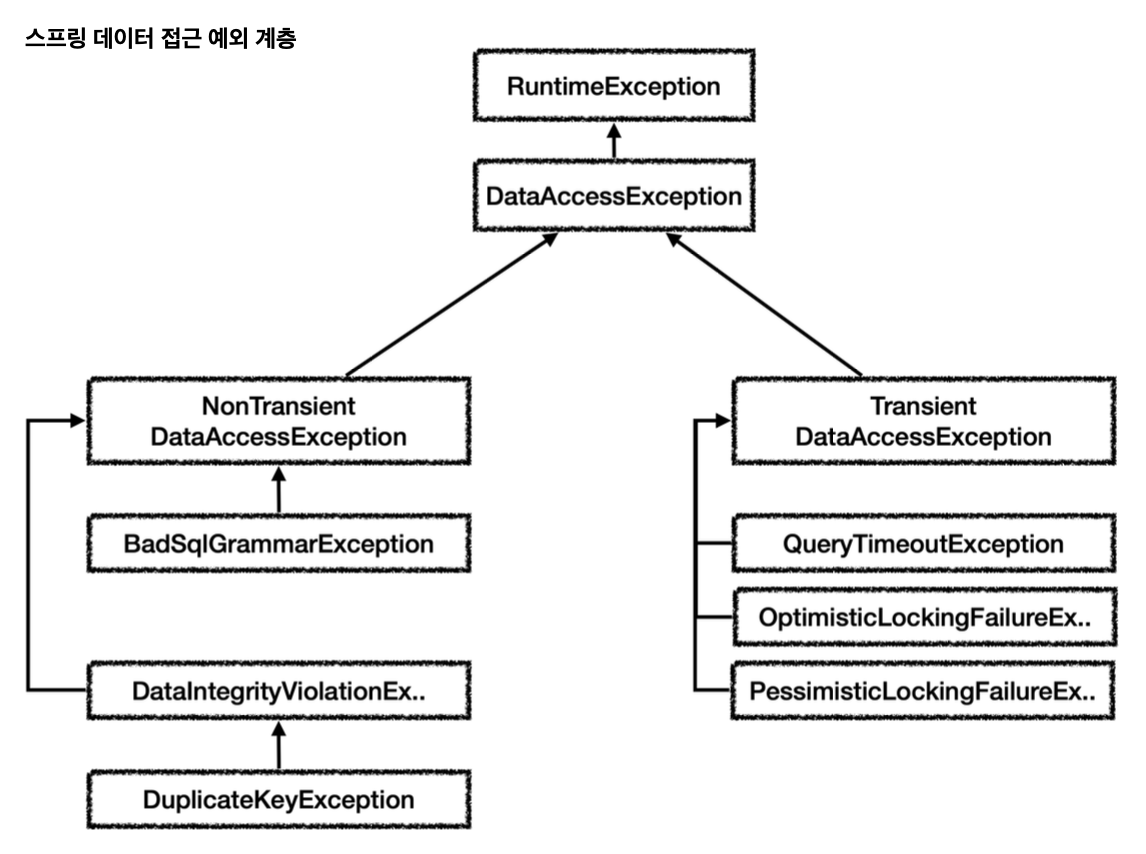 스프링 데이터 접근 예외 계층
RuntimeException
DataAccessException
NonTransient
DataAccessException
Transient
DataAccessException
BadSqlGrammarException
QueryTimeoutException
OptimisticLockingFailureEx..
DataIntegrityViolationEx..
PessimisticLockingFailureEx..
DuplicateKeyException